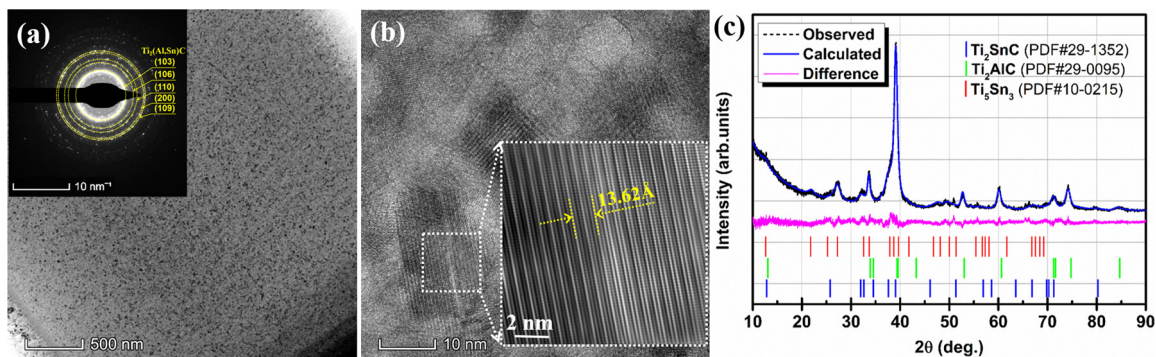 (a)
Ti₂(Al,Sn)C
(103)
(106)
(110)
(200)
(109)
10 nm⁻¹
500 nm
(b)
13.62Å
2 nm
10 nm
(c)
Observed
Calculated
Difference
Ti₂SnC (PDF#29-1352)
Ti₂AlC (PDF#29-0095)
Ti₅Sn₃ (PDF#10-0215)
Intensity (arb.units)
10 20 30 40 50 60 70 80 90
2θ (deg.)